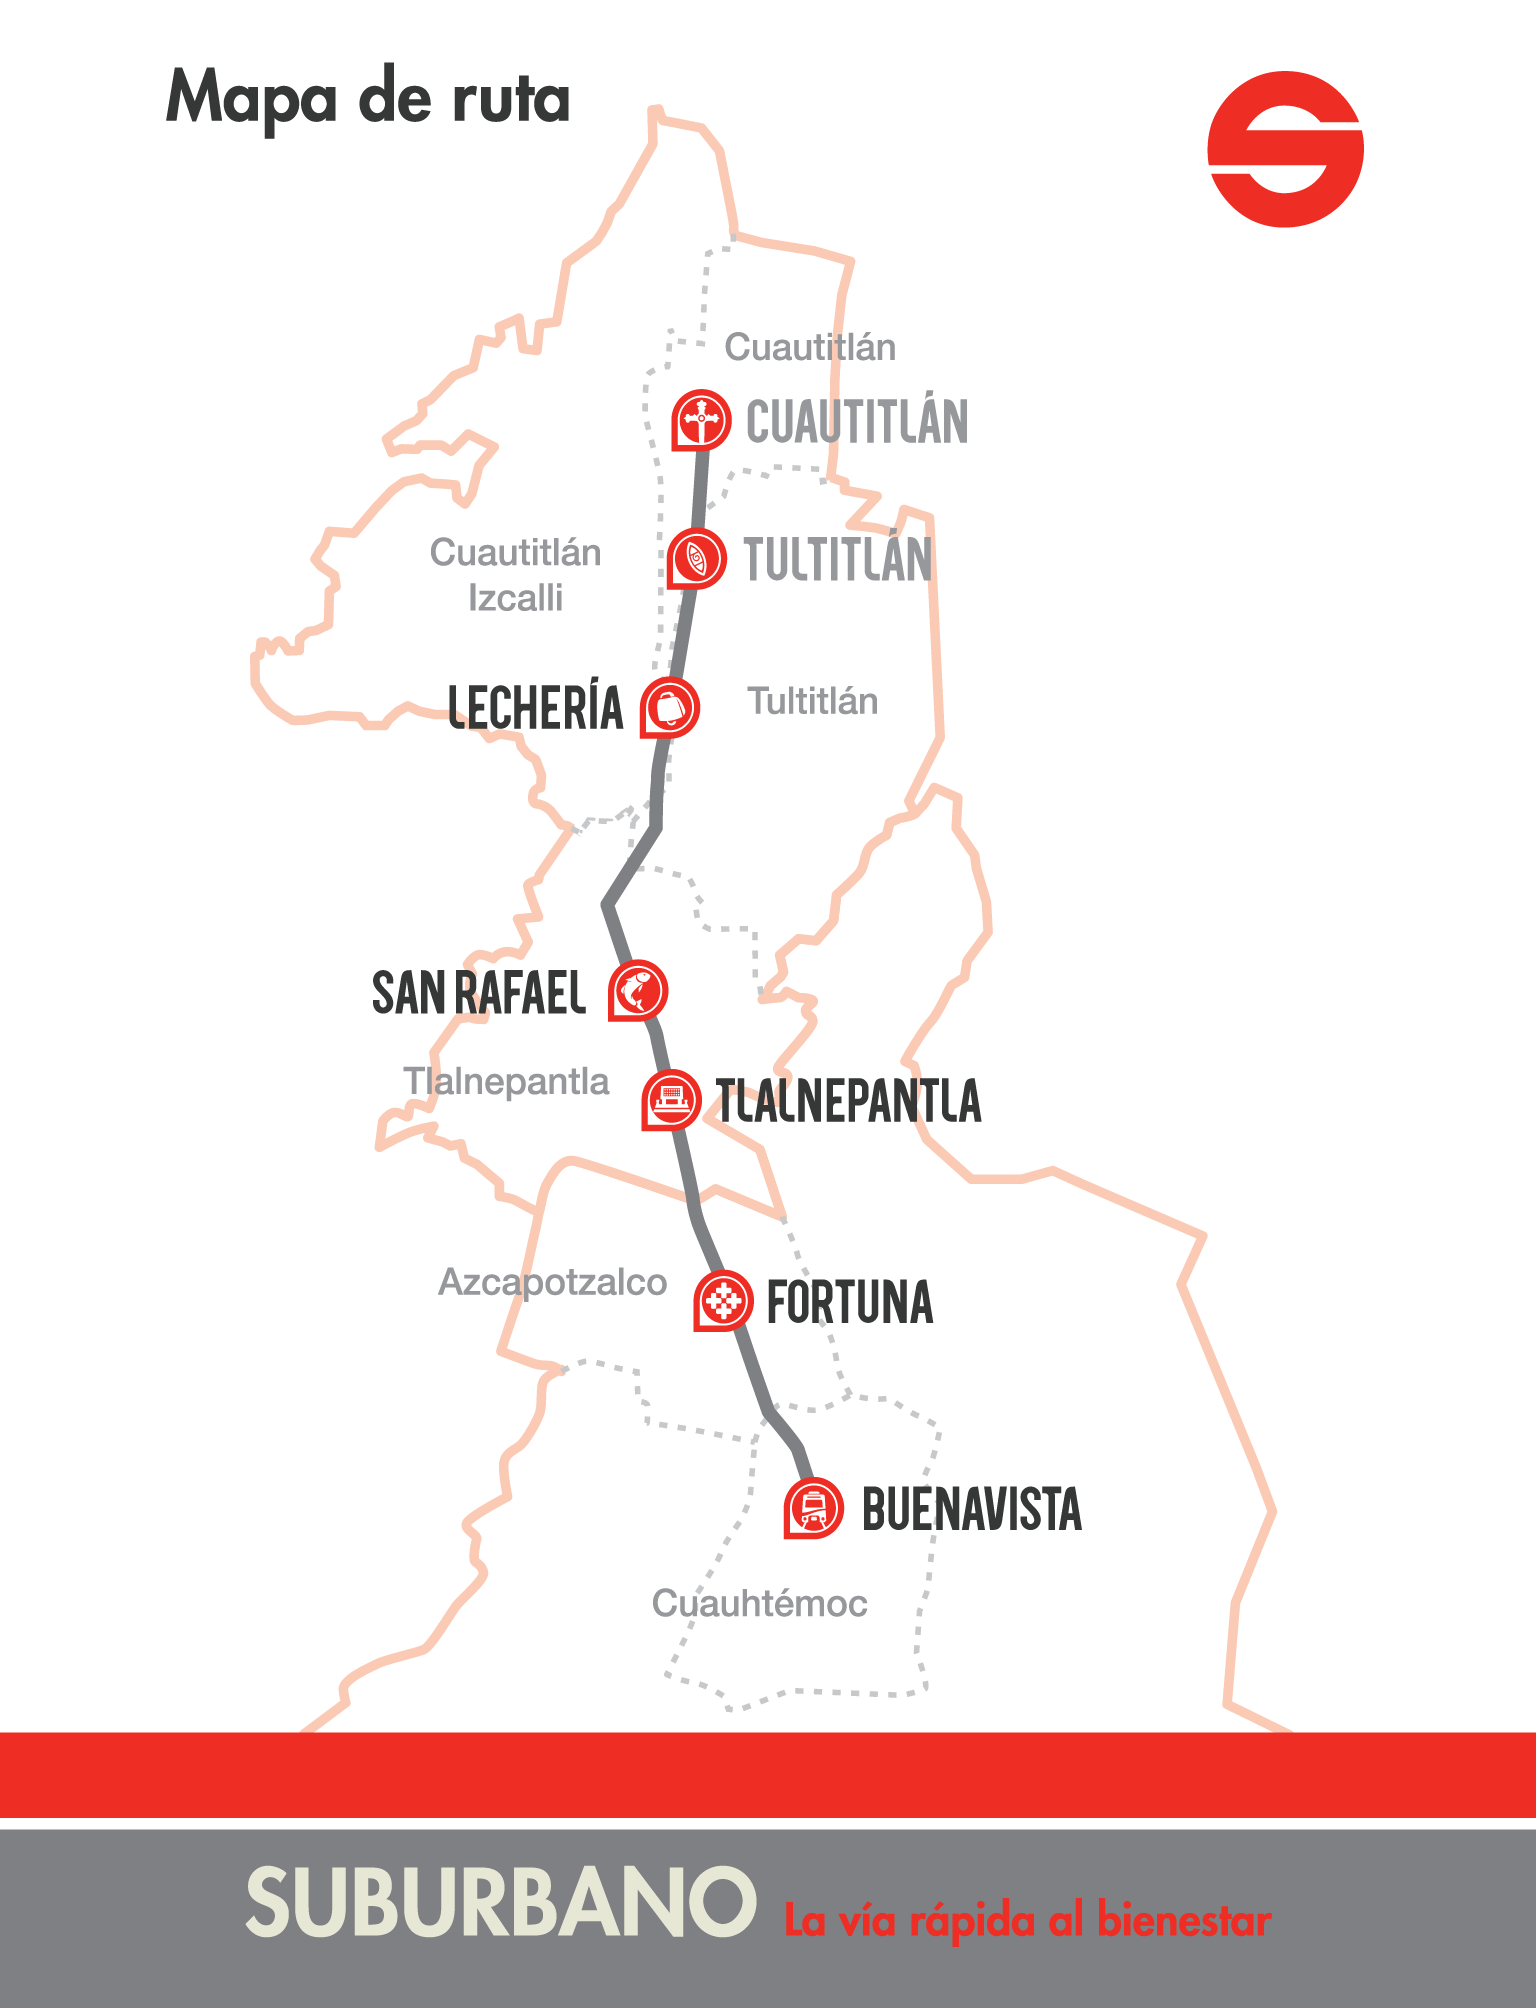 Mapa de ruta
Cuautitlán
CUAUTITLÁN
TULTITLÁN
Cuautitlán
Izcalli
LECHERÍA
Tultitlán
SAN RAFAEL
Tlalnepantla
TLALNEPANTLA
Azcapotzalco
FORTUNA
BUENAVISTA
Cuauhtémoc
SUBURBANO La vía rápida al bienestar